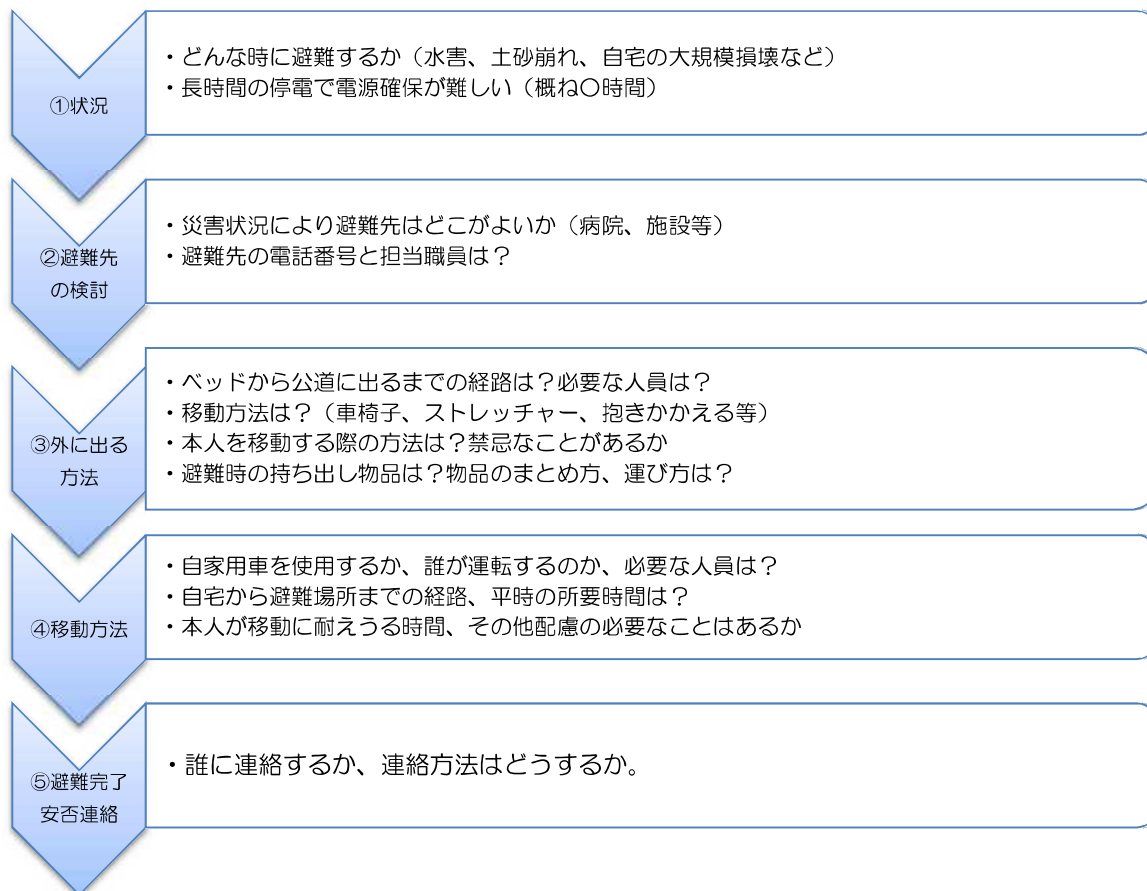 ①状況
・どんな時に避難するか（水害、土砂崩れ、自宅の大規模損壊など）
・長時間の停電で電源確保が難しい（概ね〇時間）
②避難先
の検討
・災害状況により避難先はどこがよいか（病院、施設等）
・避難先の電話番号と担当職員は？
③外に出る
方法
・ベッドから公道に出るまでの経路は？必要な人員は？
・移動方法は？（車椅子、ストレッチャー、抱きかかえる等）
・本人を移動する際の方法は？禁忌なことがあるか
・避難時の持ち出し物品は？物品のまとめ方、運び方は？
④移動方法
・自家用車を使用するか、誰が運転するのか、必要な人員は？
・自宅から避難場所までの経路、平時の所要時間は？
・本人が移動に耐えうる時間、その他配慮の必要なことはあるか
⑤避難完了
安否連絡
・誰に連絡するか、連絡方法はどうするか。